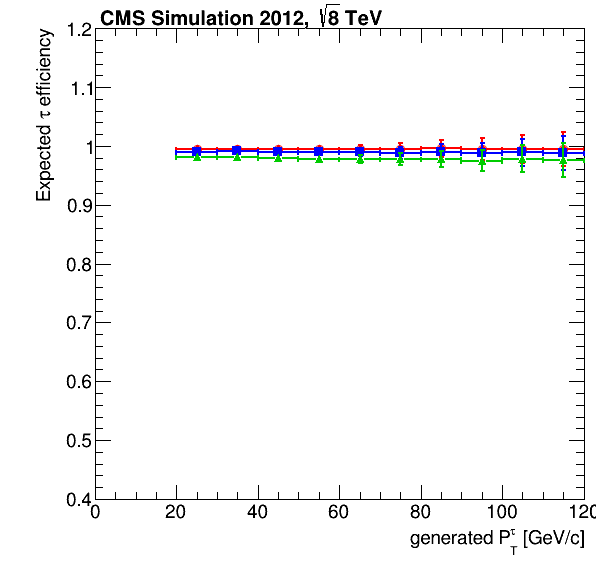 CMS Simulation 2012, √8 TeV
Expected τ efficiency
1.2
1.1
1
0.9
0.8
0.7
0.6
0.5
0.4
0 20 40 60 80 100 120
generated P_T^τ [GeV/c]